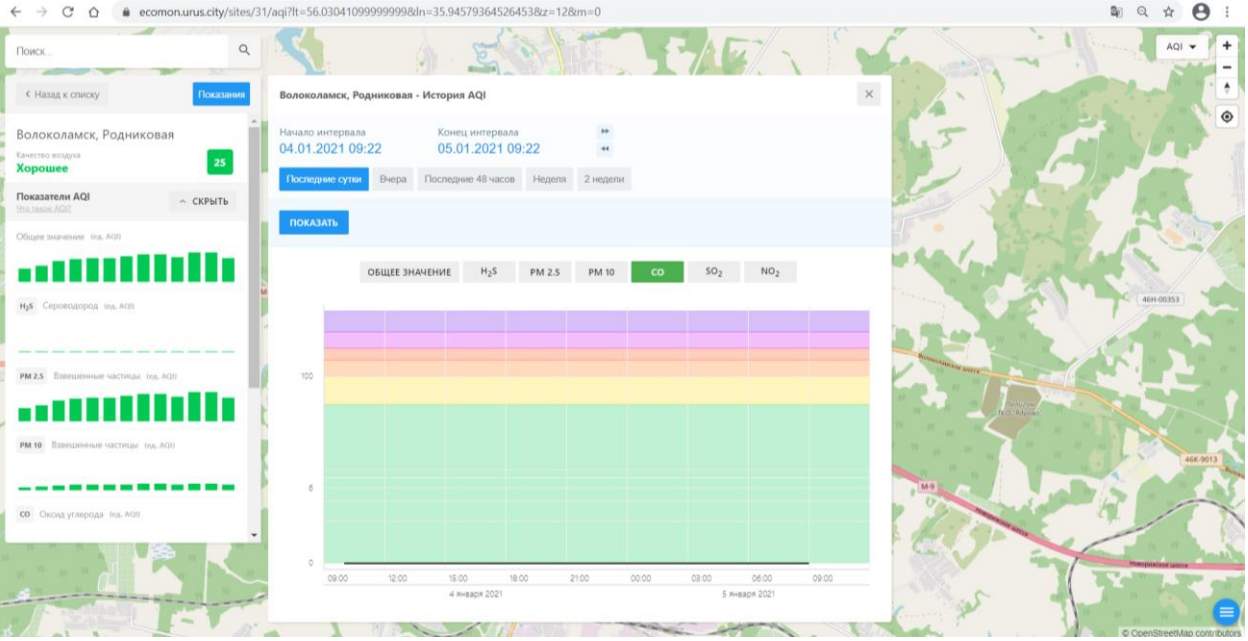 ecomon.urus.city/sites/31/aqi?lt=56.03041099999999&ln=35.94579364526453&z=12&m=0
Поиск...
AQI
Назад к списку
Показания
Волоколамск, Родниковая
Качество воздуха
Хорошее
25
Показатели AQI
Что такое AQI?
СКРЫТЬ
Общее значение (ед. AQI)
H₂S Сероводород (ед. AQI)
PM 2.5 Взвешенные частицы (ед. AQI)
PM 10 Взвешенные частицы (ед. AQI)
CO Оксид углерода (ед. AQI)
Волоколамск, Родниковая - История AQI
Начало интервала
04.01.2021 09:22
Конец интервала
05.01.2021 09:22
Последние сутки Вчера Последние 48 часов Неделя 2 недели
ПОКАЗАТЬ
ОБЩЕЕ ЗНАЧЕНИЕ H₂S PM 2.5 PM 10 CO SO₂ NO₂
100
6
0
09:00 12:00 15:00 18:00 21:00 00:00 03:00 06:00 09:00
4 января 2021 5 января 2021
46Н-00353
Волоколамское шоссе
Полигон
ТБО "Ядрово"
46К-9013
М-9
Новорижское шоссе
Новорижское шоссе
© OpenStreetMap contributors